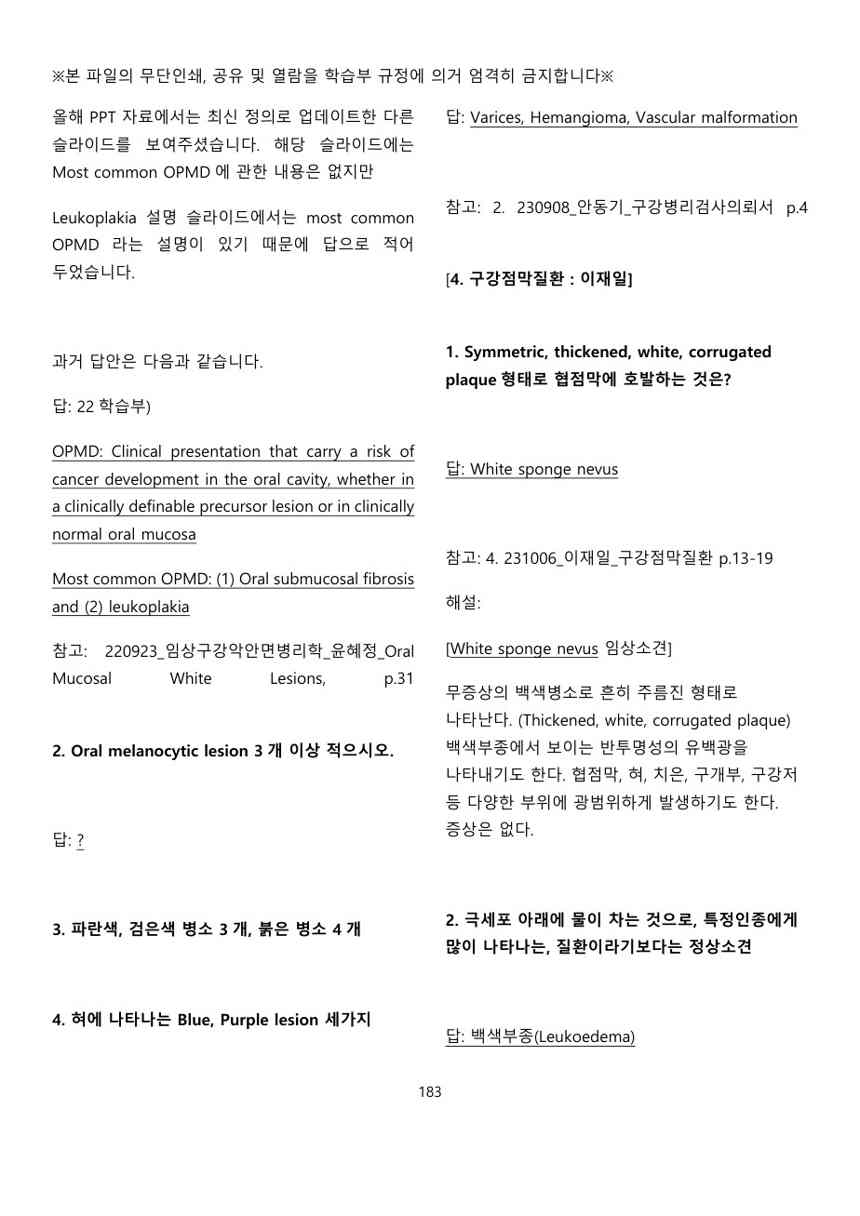 ※본 파일의 무단인쇄, 공유 및 열람을 학습부 규정에 의거 엄격히 금지합니다※
올해 PPT 자료에서는 최신 정의로 업데이트한 다른
슬라이드를 보여주셨습니다. 해당 슬라이드에는
Most common OPMD 에 관한 내용은 없지만
Leukoplakia 설명 슬라이드에서는 most common
OPMD 라는 설명이 있기 때문에 답으로 적어
두었습니다.
과거 답안은 다음과 같습니다.
답: 22 학습부)
OPMD: Clinical presentation that carry a risk of
cancer development in the oral cavity, whether in
a clinically definable precursor lesion or in clinically
normal oral mucosa
Most common OPMD: (1) Oral submucosal fibrosis
and (2) leukoplakia
참고: 220923_임상구강악안면병리학_윤혜정_Oral
Mucosal White Lesions, p.31
2. Oral melanocytic lesion 3 개 이상 적으시오.
답: ?
3. 파란색, 검은색 병소 3 개, 붉은 병소 4 개
4. 혀에 나타나는 Blue, Purple lesion 세가지
답: Varices, Hemangioma, Vascular malformation
참고: 2. 230908_안동기_구강병리검사의뢰서 p.4
[4. 구강점막질환 : 이재일]
1. Symmetric, thickened, white, corrugated
plaque 형태로 협점막에 호발하는 것은?
답: White sponge nevus
참고: 4. 231006_이재일_구강점막질환 p.13-19
해설:
[White sponge nevus 임상소견]
무증상의 백색병소로 흔히 주름진 형태로
나타난다. (Thickened, white, corrugated plaque)
백색부종에서 보이는 반투명성의 유백광을
나타내기도 한다. 협점막, 혀, 치은, 구개부, 구강저
등 다양한 부위에 광범위하게 발생하기도 한다.
증상은 없다.
2. 극세포 아래에 물이 차는 것으로, 특정인종에게
많이 나타나는, 질환이라기보다는 정상소견
답: 백색부종(Leukoedema)
183